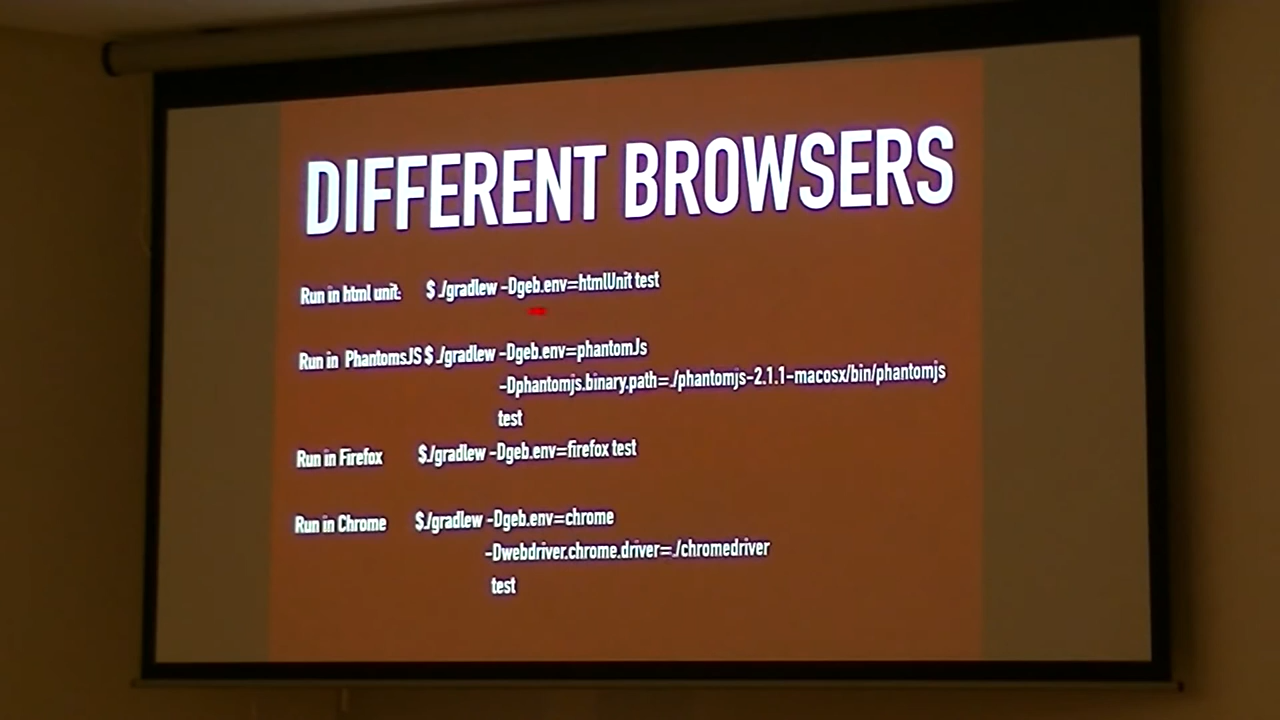 DIFFERENT BROWSERS
Run in html unit: $ ./gradlew -Dgeb.env=htmlUnit test
Run in PhantomsJS $ ./gradlew -Dgeb.env=phantomJs
-Dphantomjs.binary.path=./phantomjs-2.1.1-macosx/bin/phantomjs
test
Run in Firefox $./gradlew -Dgeb.env=firefox test
Run in Chrome $./gradlew -Dgeb.env=chrome
-Dwebdriver.chrome.driver=./chromedriver
test